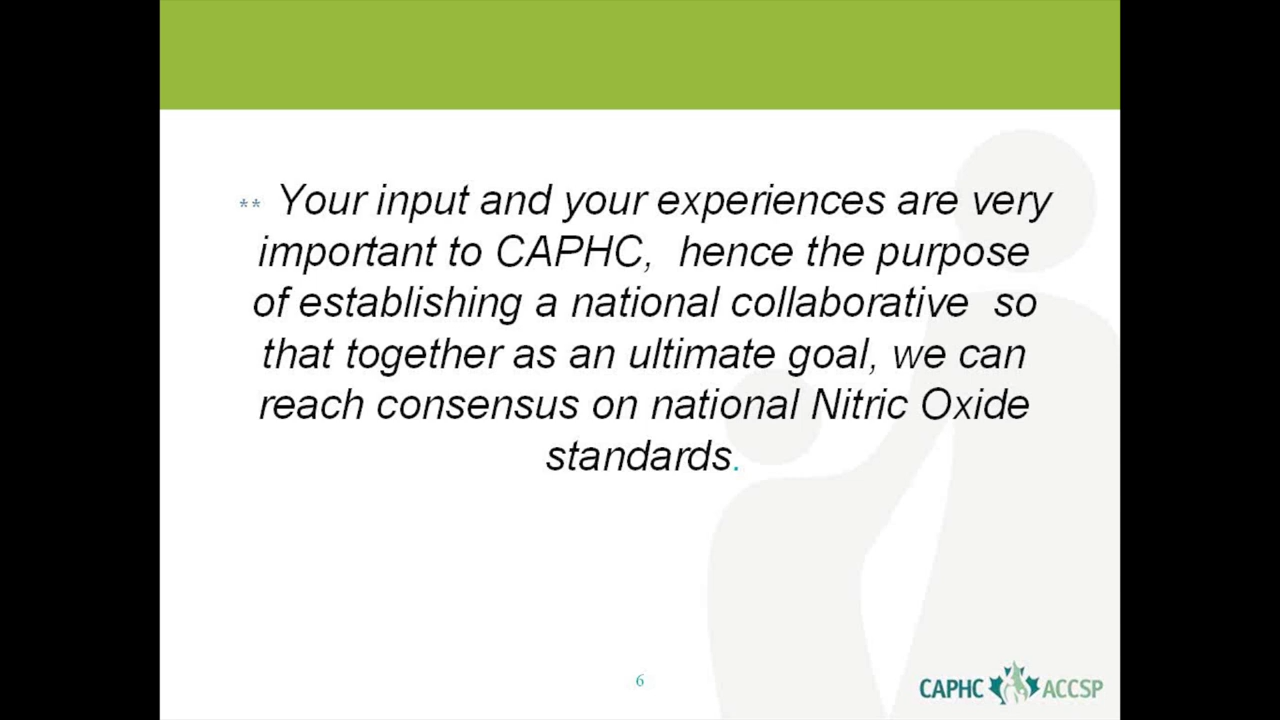 ** Your input and your experiences are very
important to CAPHC,  hence the purpose
of establishing a national collaborative  so
that together as an ultimate goal, we can
reach consensus on national Nitric Oxide
standards.
6
CAPHC ACCSP